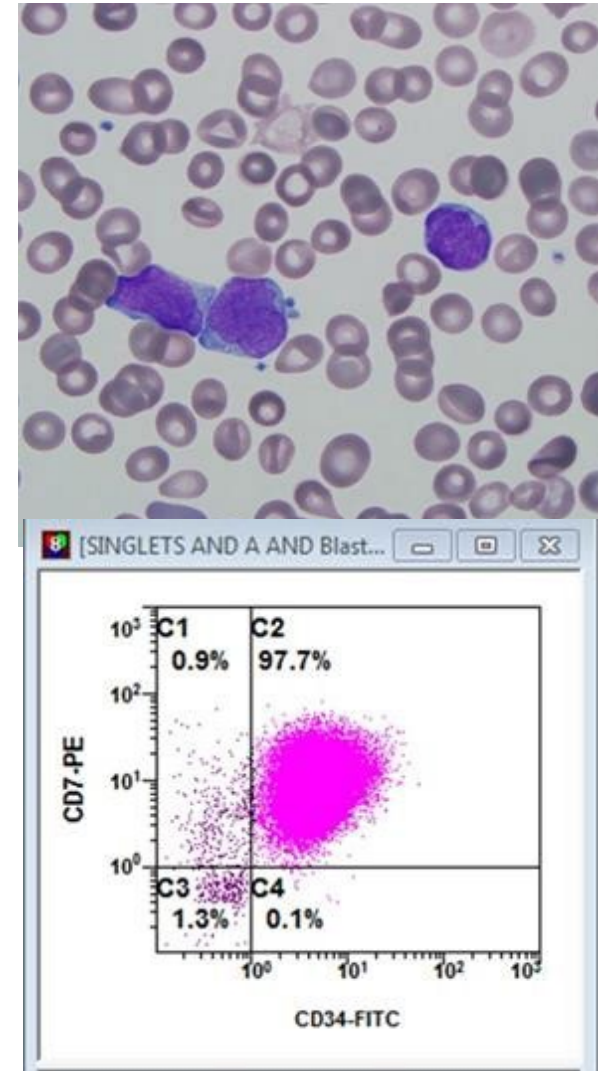 [SINGLETS AND A AND Blast...
10³
C1
C2
0.9%
97.7%
10²
10¹
10⁰
C3
C4
1.3%
0.1%
10⁰
10¹
10²
10³
CD7-PE
CD34-FITC